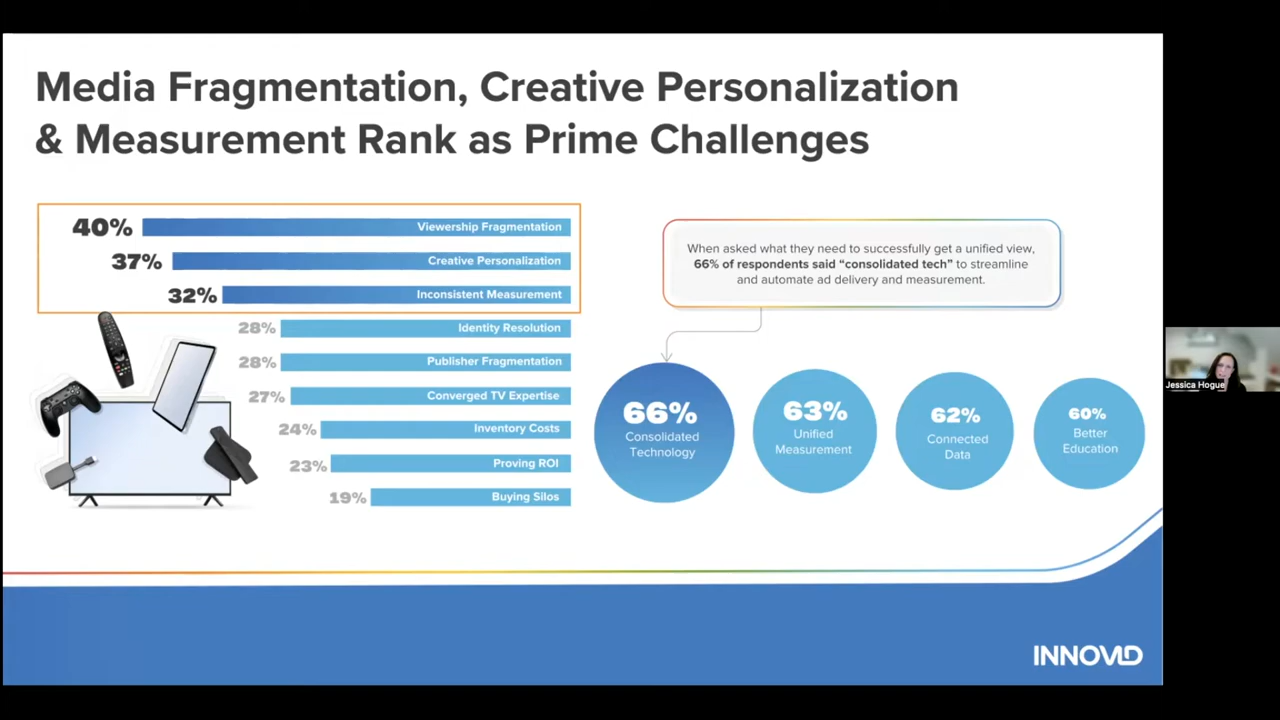 Media Fragmentation, Creative Personalization
& Measurement Rank as Prime Challenges
40% Viewership Fragmentation
37% Creative Personalization
32% Inconsistent Measurement
28% Identity Resolution
28% Publisher Fragmentation
27% Converged TV Expertise
24% Inventory Costs
23% Proving ROI
19% Buying Silos
When asked what they need to successfully get a unified view,
66% of respondents said “consolidated tech” to streamline
and automate ad delivery and measurement.
66%
Consolidated
Technology
63%
Unified
Measurement
62%
Connected
Data
60%
Better
Education
Jessica Hogue
INNOVID